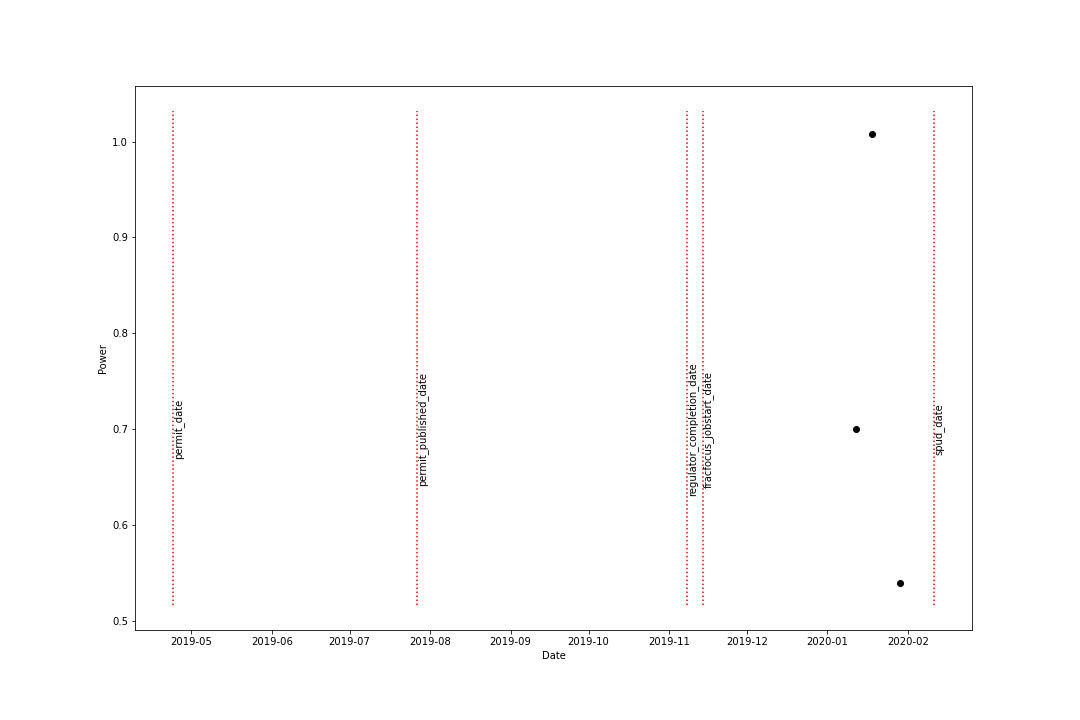 1.0
0.9
0.8
0.7
0.6
0.5
Power
permit_date
permit_published_date
regulator_completion_date
fracfocus_jobstart_date
spud_date
2019-05 2019-06 2019-07 2019-08 2019-09 2019-10 2019-11 2019-12 2020-01 2020-02
Date